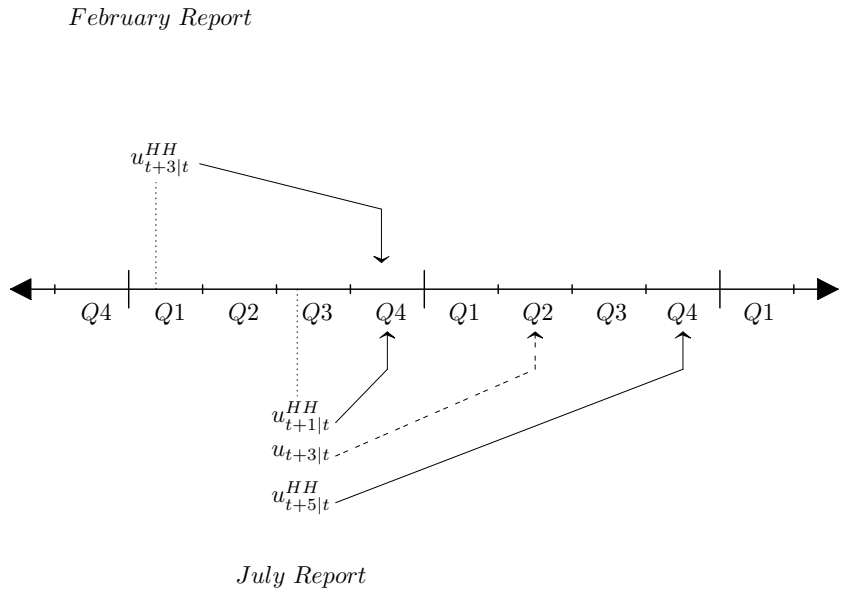 February Report
u^{HH}_{t+3|t}
Q4 Q1 Q2 Q3 Q4 Q1 Q2 Q3 Q4 Q1
u^{HH}_{t+1|t}
u_{t+3|t}
u^{HH}_{t+5|t}
July Report